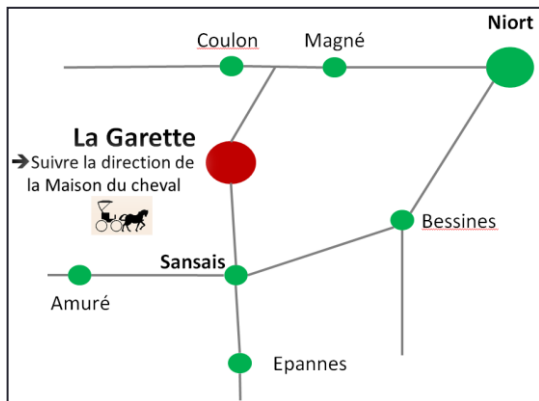 Niort
Coulon
Magné
La Garette
➔Suivre la direction de
la Maison du cheval
Bessines
Sansais
Amuré
Epannes